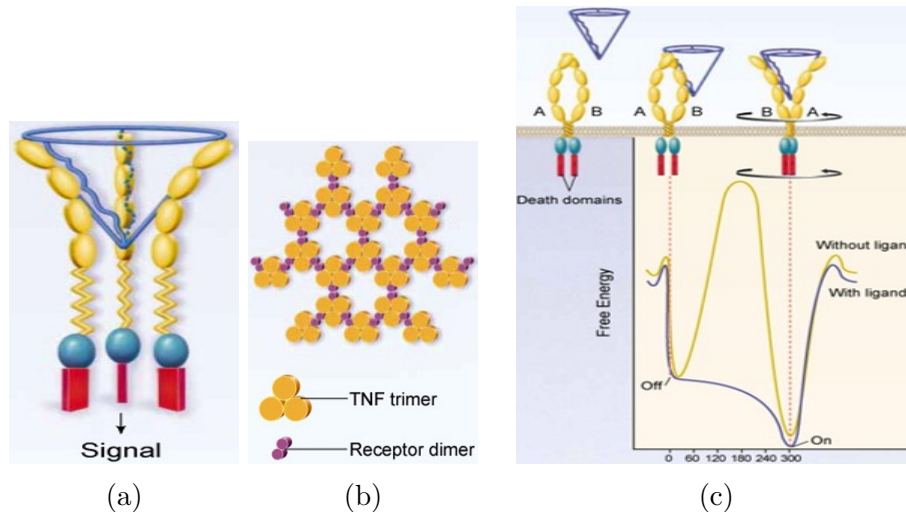 Signal
(a)
TNF trimer
Receptor dimer
(b)
A B
A B
B A
Death domains
Without ligan
With ligand
Free Energy
Off
On
0 60 120 180 240 300
(c)